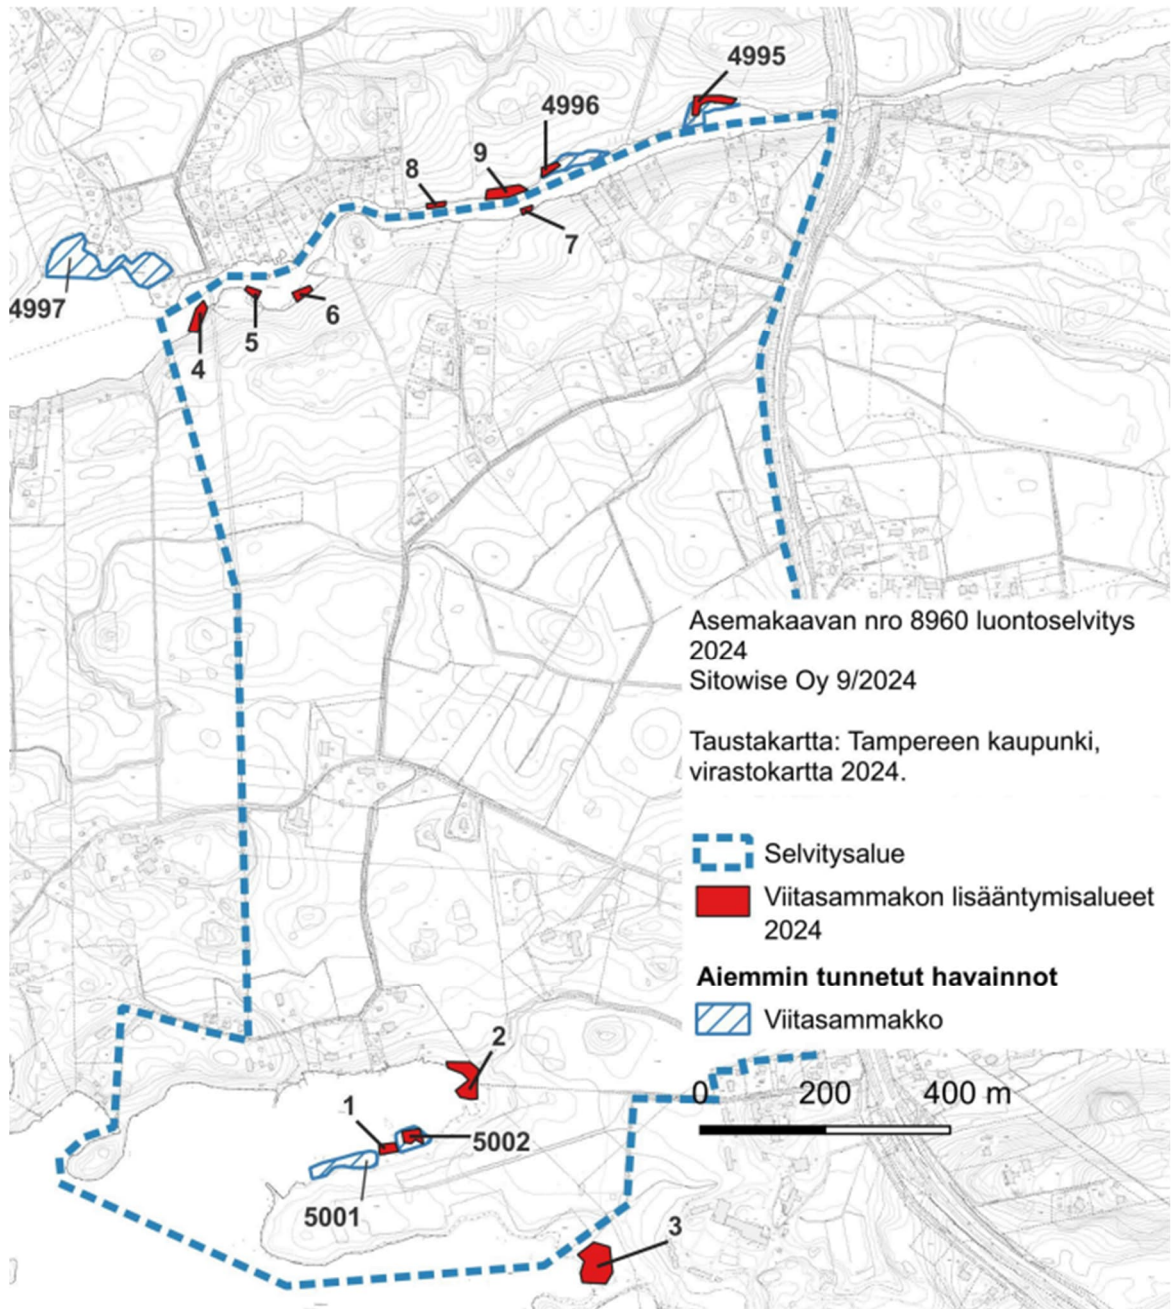 4995
4996
9
8
7
4997
6
5
4
Asemakaavan nro 8960 luontoselvitys
2024
Sitowise Oy 9/2024
Taustakartta: Tampereen kaupunki,
virastokartta 2024.
Selvitysalue
Viitasammakon lisääntymisalueet
2024
Aiemmin tunnetut havainnot
Viitasammakko
2
0 200 400 m
1
5002
5001
3